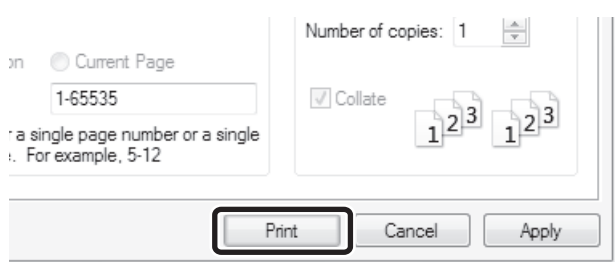 Number of copies: 1
on Current Page
1-65535
Collate
r a single page number or a single
e. For example, 5-12
1 2 3 1 2 3
Print Cancel Apply